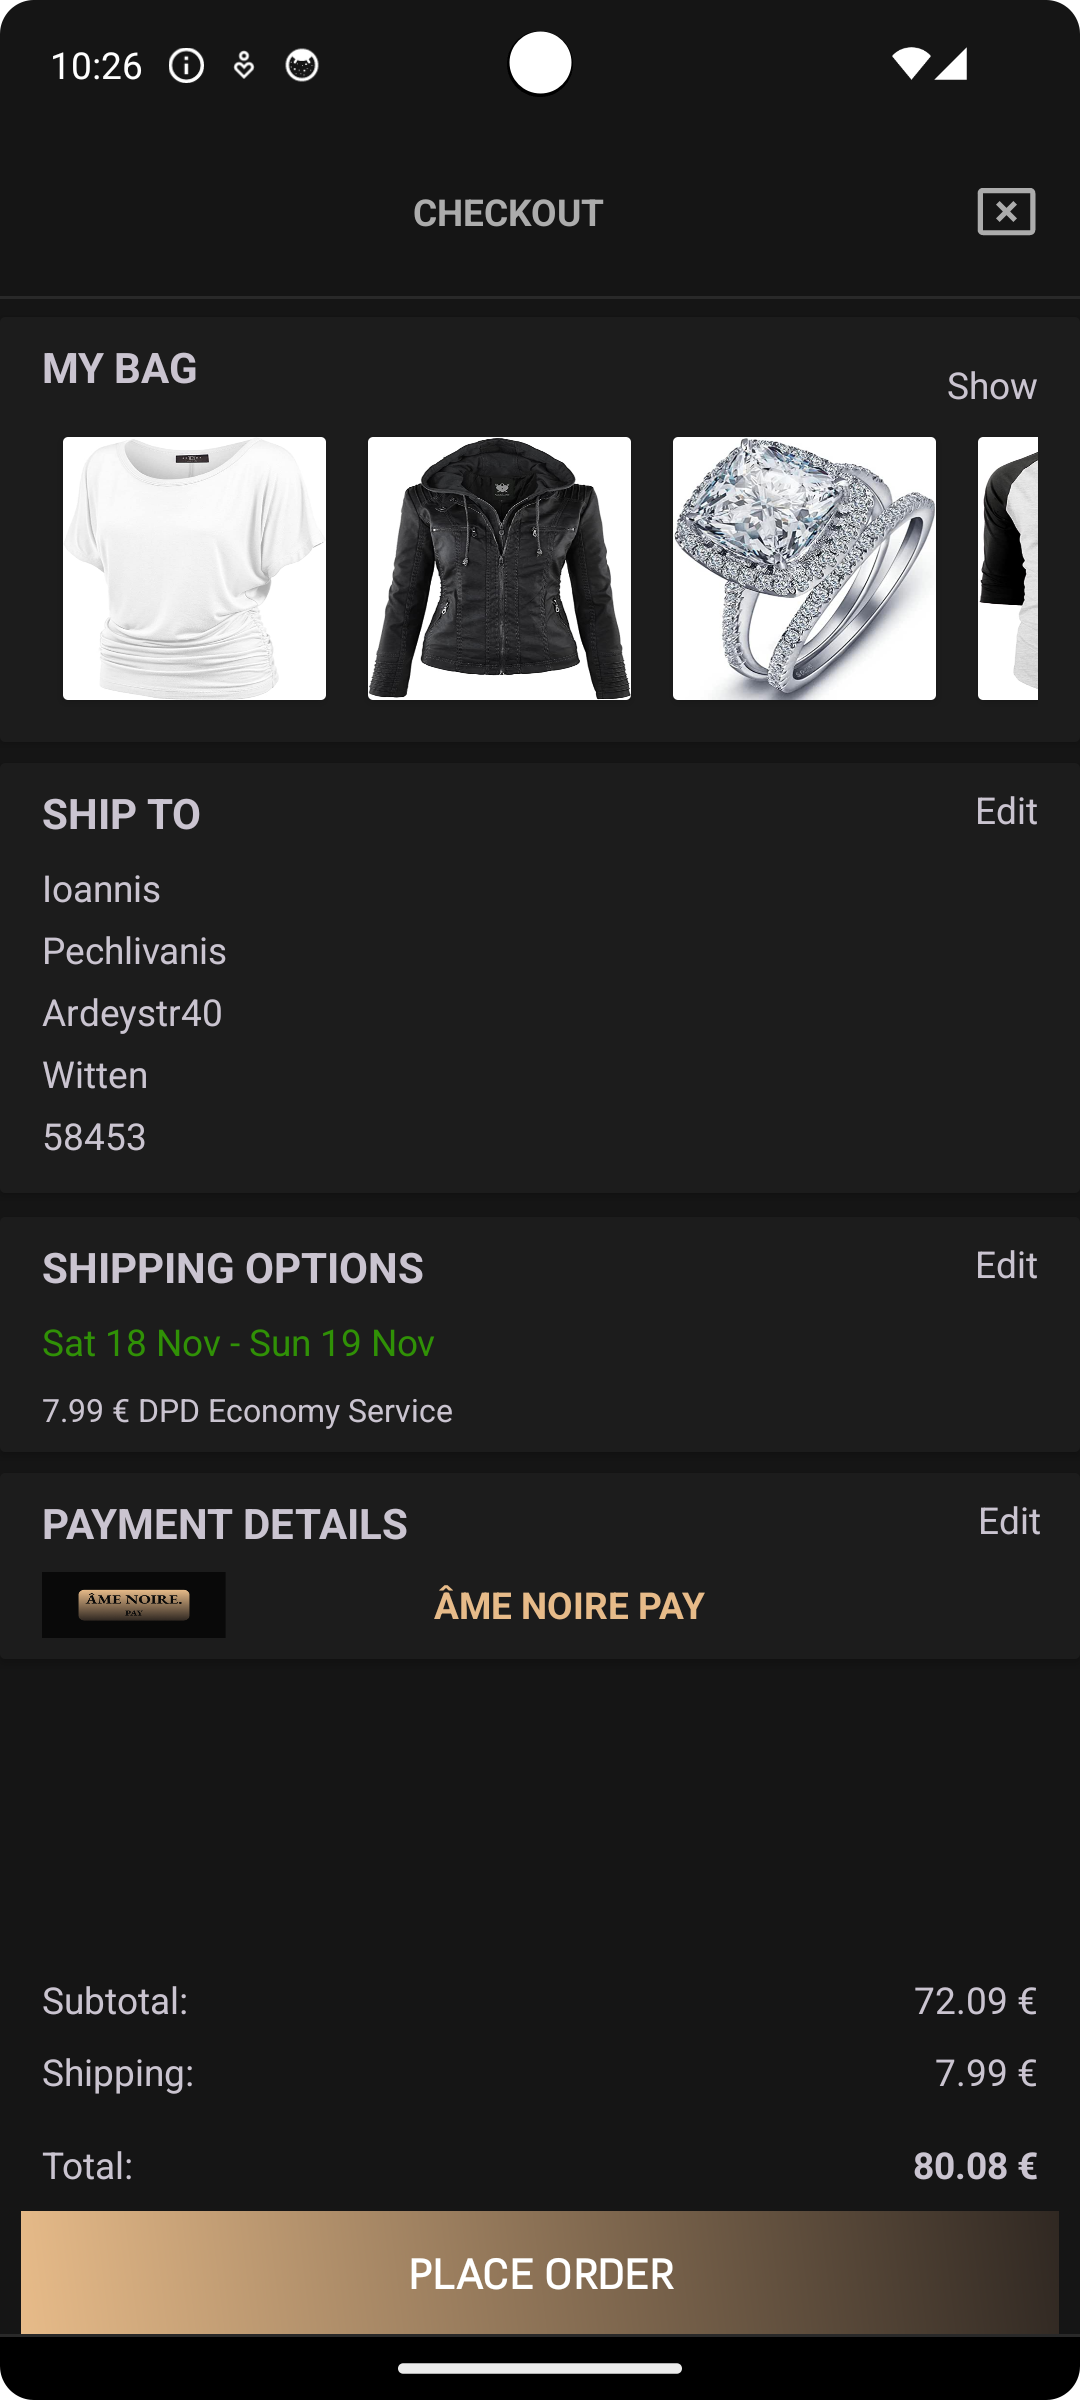 10:26
CHECKOUT
MY BAG
Show
SHIP TO
Edit
Ioannis
Pechlivanis
Ardeystr40
Witten
58453
SHIPPING OPTIONS
Edit
Sat 18 Nov - Sun 19 Nov
7.99 € DPD Economy Service
PAYMENT DETAILS
Edit
ÂME NOIRE.
PAY
ÂME NOIRE PAY
Subtotal:
72.09 €
Shipping:
7.99 €
Total:
80.08 €
PLACE ORDER